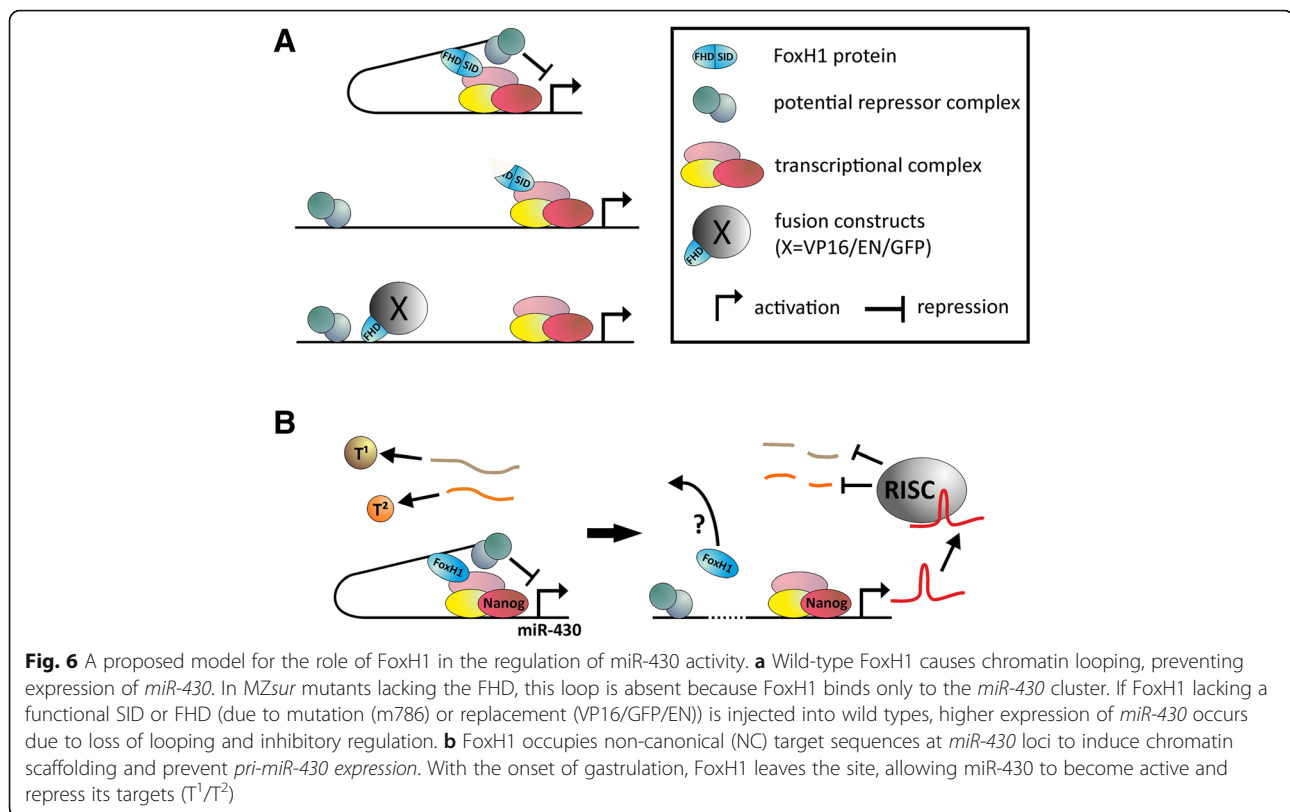 A
FHD SID
FHD SID
FoxH1 protein
potential repressor complex
SID
transcriptional complex
X
FHD
fusion constructs
(X=VP16/EN/GFP)
X
FHD
activation
repression
B
T¹
T²
RISC
?
FoxH1
FoxH1
Nanog
Nanog
miR-430
Fig. 6 A proposed model for the role of FoxH1 in the regulation of miR-430 activity. a Wild-type FoxH1 causes chromatin looping, preventing
expression of miR-430. In MZsur mutants lacking the FHD, this loop is absent because FoxH1 binds only to the miR-430 cluster. If FoxH1 lacking a
functional SID or FHD (due to mutation (m786) or replacement (VP16/GFP/EN)) is injected into wild types, higher expression of miR-430 occurs
due to loss of looping and inhibitory regulation. b FoxH1 occupies non-canonical (NC) target sequences at miR-430 loci to induce chromatin
scaffolding and prevent pri-miR-430 expression. With the onset of gastrulation, FoxH1 leaves the site, allowing miR-430 to become active and
repress its targets (T¹/T²)